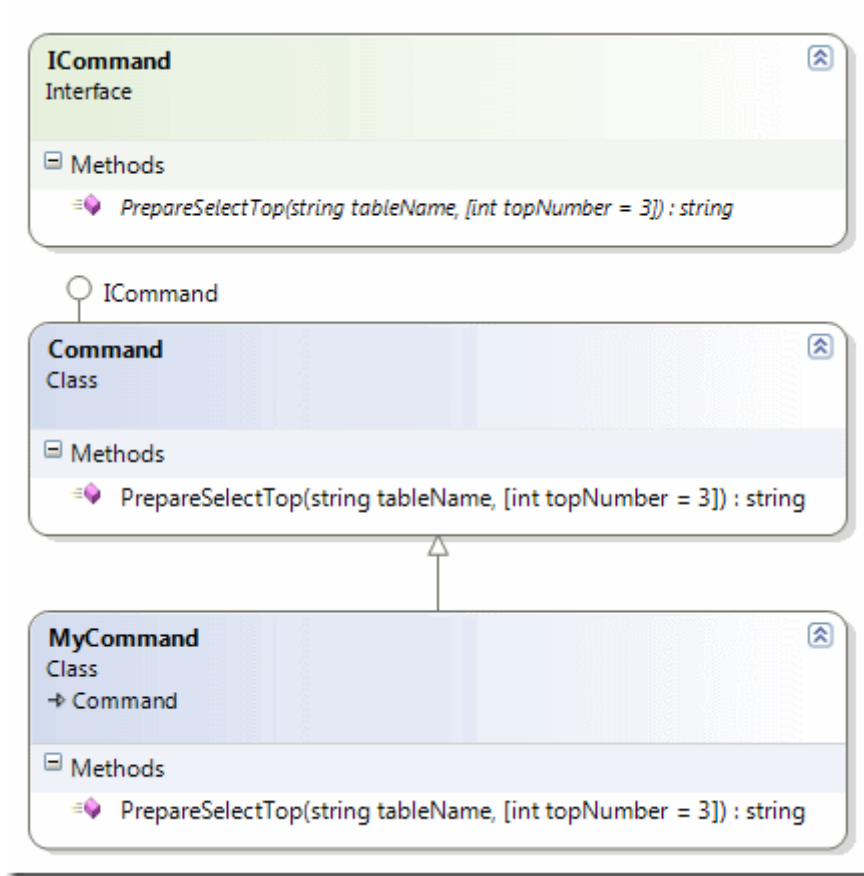 ICommand
Interface
Methods
PrepareSelectTop(string tableName, [int topNumber = 3]) : string
ICommand
Command
Class
Methods
PrepareSelectTop(string tableName, [int topNumber = 3]) : string
MyCommand
Class
Command
Methods
PrepareSelectTop(string tableName, [int topNumber = 3]) : string